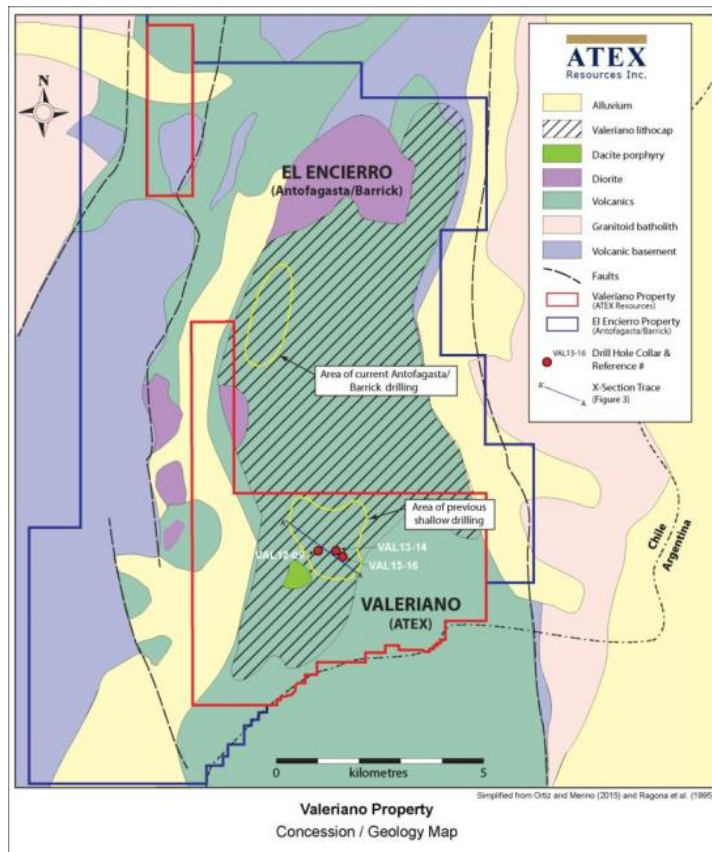 ATEX
Resources Inc.
Alluvium
Valeriano lithocap
Dacite porphyry
Diorite
Volcanics
Granitoid batholith
Volcanic basement
Faults
Valeriano Property
(ATEX Resources)
El Encierro Property
(Antofagasta/Barrick)
VAL13-16
Drill Hole Collar &
Reference #
X-Section Trace
(Figure 3)
N
EL ENCIERRO
(Antofagasta/Barrick)
Area of current Antofagasta/
Barrick drilling
Area of previous
shallow drilling
VAL13-14
VAL13-16
VALERIANO
(ATEX)
Chile
Argentina
0
5
kilometres
Simplified from Ortiz and Merino (2015) and Ragona et al. (1995)
Valeriano Property
Concession / Geology Map